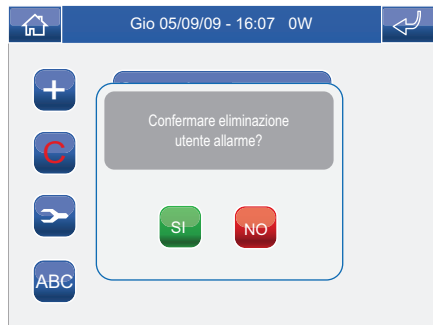 Gio 05/09/09 - 16:07 0W
Confermare eliminazione
utente allarme?
C
SI
NO
ABC